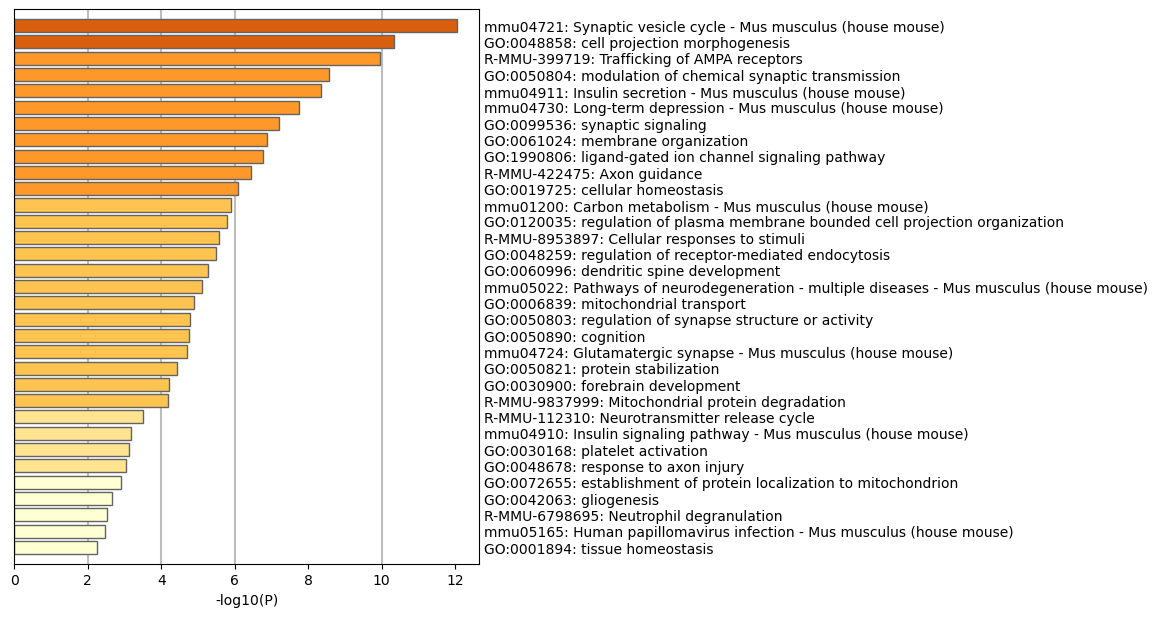 mmu04721: Synaptic vesicle cycle - Mus musculus (house mouse)
GO:0048858: cell projection morphogenesis
R-MMU-399719: Trafficking of AMPA receptors
GO:0050804: modulation of chemical synaptic transmission
mmu04911: Insulin secretion - Mus musculus (house mouse)
mmu04730: Long-term depression - Mus musculus (house mouse)
GO:0099536: synaptic signaling
GO:0061024: membrane organization
GO:1990806: ligand-gated ion channel signaling pathway
R-MMU-422475: Axon guidance
GO:0019725: cellular homeostasis
mmu01200: Carbon metabolism - Mus musculus (house mouse)
GO:0120035: regulation of plasma membrane bounded cell projection organization
R-MMU-8953897: Cellular responses to stimuli
GO:0048259: regulation of receptor-mediated endocytosis
GO:0060996: dendritic spine development
mmu05022: Pathways of neurodegeneration - multiple diseases - Mus musculus (house mouse)
GO:0006839: mitochondrial transport
GO:0050803: regulation of synapse structure or activity
GO:0050890: cognition
mmu04724: Glutamatergic synapse - Mus musculus (house mouse)
GO:0050821: protein stabilization
GO:0030900: forebrain development
R-MMU-9837999: Mitochondrial protein degradation
R-MMU-112310: Neurotransmitter release cycle
mmu04910: Insulin signaling pathway - Mus musculus (house mouse)
GO:0030168: platelet activation
GO:0048678: response to axon injury
GO:0072655: establishment of protein localization to mitochondrion
GO:0042063: gliogenesis
R-MMU-6798695: Neutrophil degranulation
mmu05165: Human papillomavirus infection - Mus musculus (house mouse)
GO:0001894: tissue homeostasis
0 2 4 6 8 10 12
-log10(P)